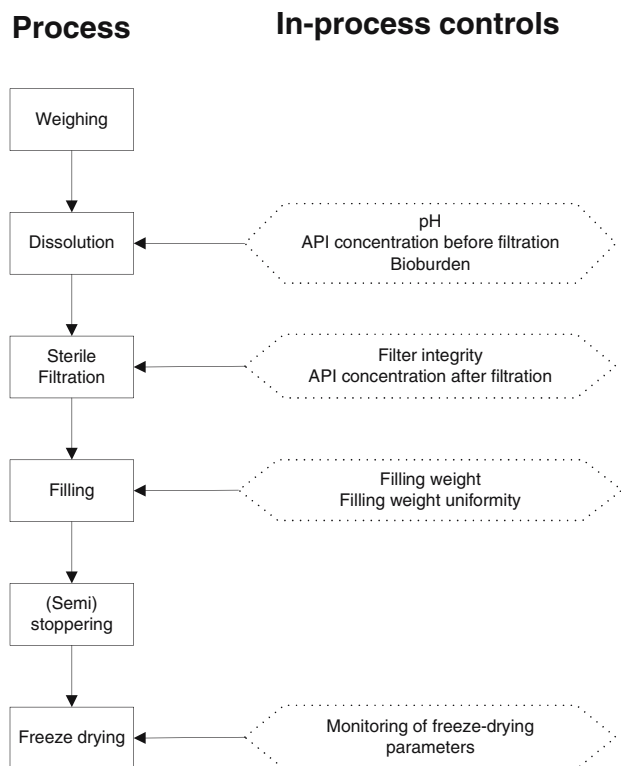 Process
In-process controls
Weighing
Dissolution
pH
API concentration before filtration
Bioburden
Sterile
Filtration
Filter integrity
API concentration after filtration
Filling
Filling weight
Filling weight uniformity
(Semi)
stoppering
Freeze drying
Monitoring of freeze-drying
parameters